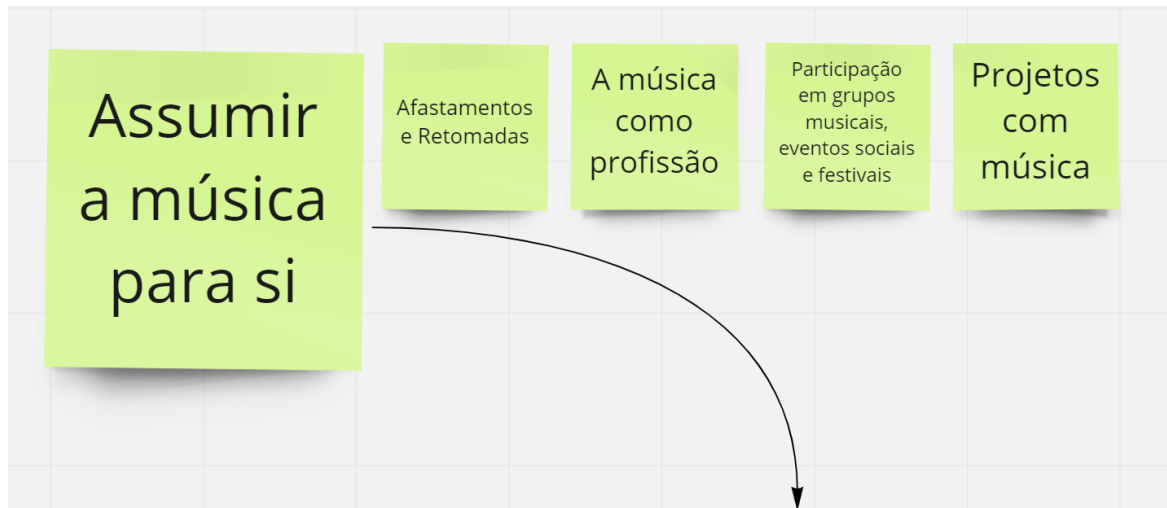 Assumir
a música
para si
Afastamentos
e Retomadas
A música
como
profissão
Participação
em grupos
musicais,
eventos sociais
e festivais
Projetos
com
música